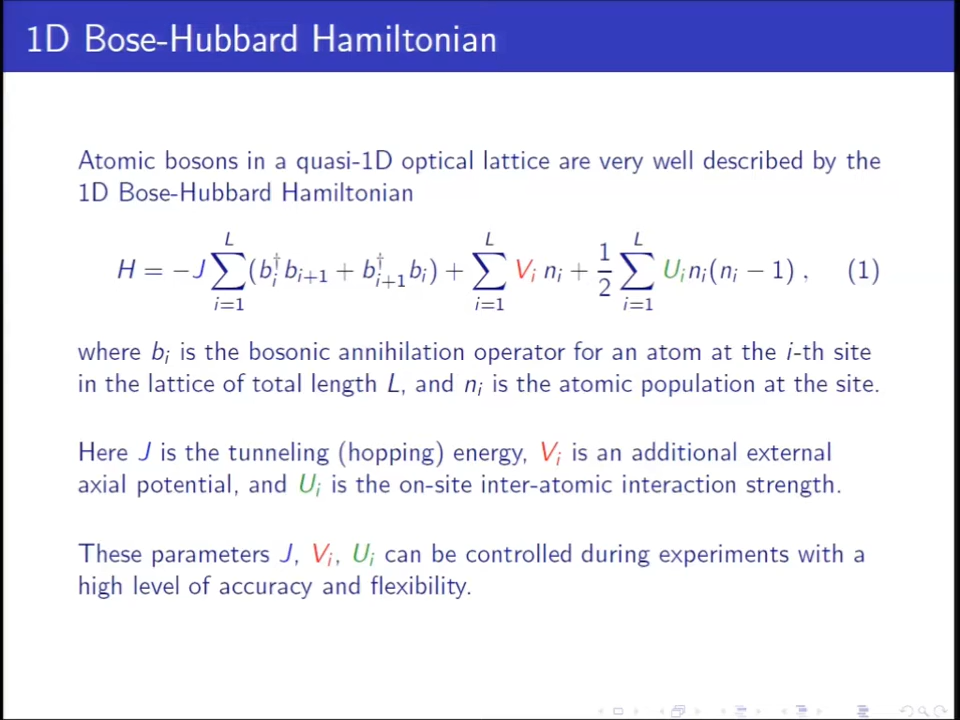 1D Bose-Hubbard Hamiltonian
Atomic bosons in a quasi-1D optical lattice are very well described by the
1D Bose-Hubbard Hamiltonian
H = −J ∑_{i=1}^{L} (b_i^† b_{i+1} + b_{i+1}^† b_i) + ∑_{i=1}^{L} V_i n_i + \frac{1}{2} ∑_{i=1}^{L} U_i n_i(n_i − 1) , (1)
where b_i is the bosonic annihilation operator for an atom at the i-th site
in the lattice of total length L, and n_i is the atomic population at the site.
Here J is the tunneling (hopping) energy, V_i is an additional external
axial potential, and U_i is the on-site inter-atomic interaction strength.
These parameters J, V_i, U_i can be controlled during experiments with a
high level of accuracy and flexibility.